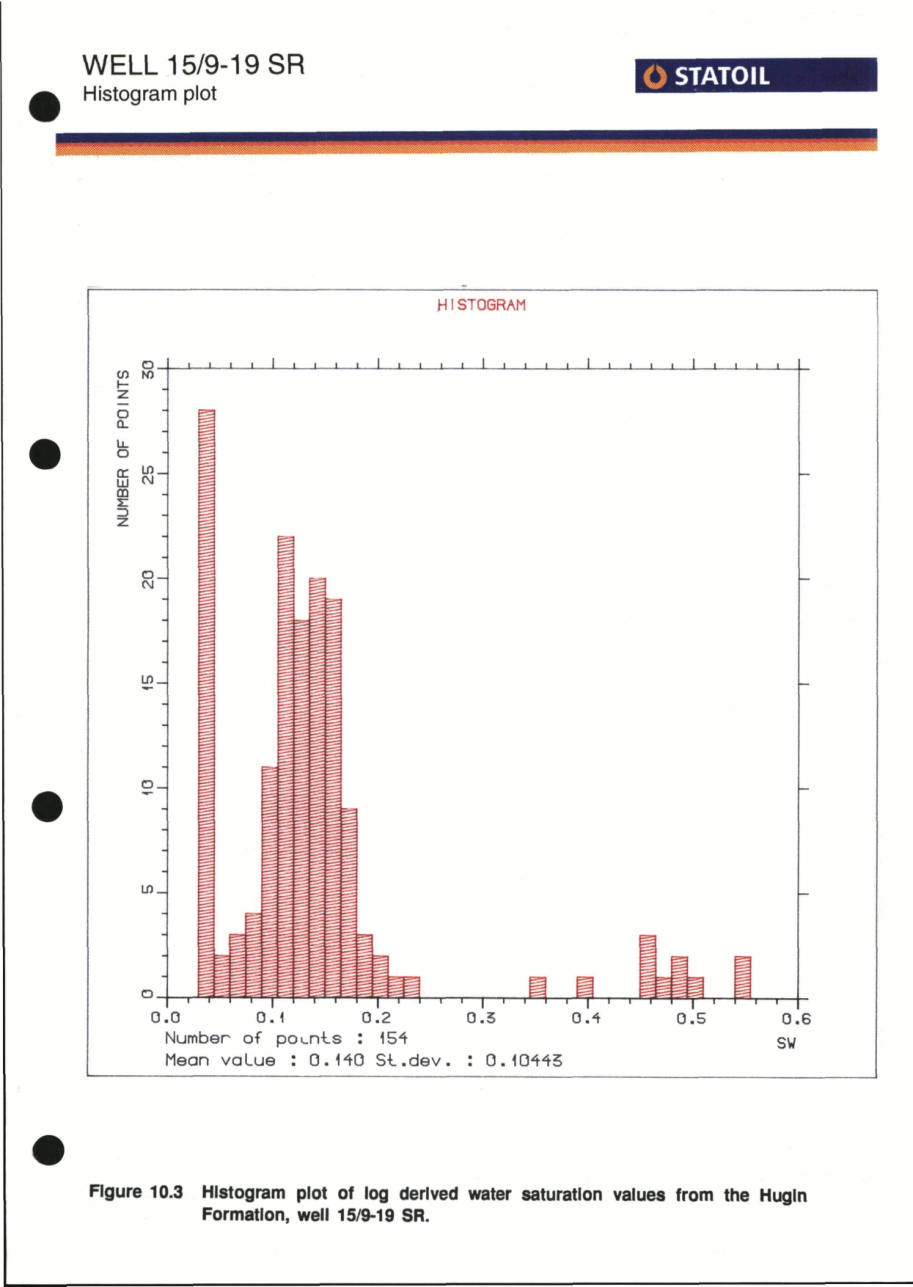 WELL 15/9-19 SR
Histogram plot
STATOIL
HISTOGRAM
NUMBER OF POINTS
30
25
20
15
10
5
0
0.0 0.1 0.2 0.3 0.4 0.5 0.6
SW
Number of points : 154
Mean value : 0.140 St.dev. : 0.10443
Figure 10.3 Histogram plot of log derived water saturation values from the Hugin
Formation, well 15/9-19 SR.